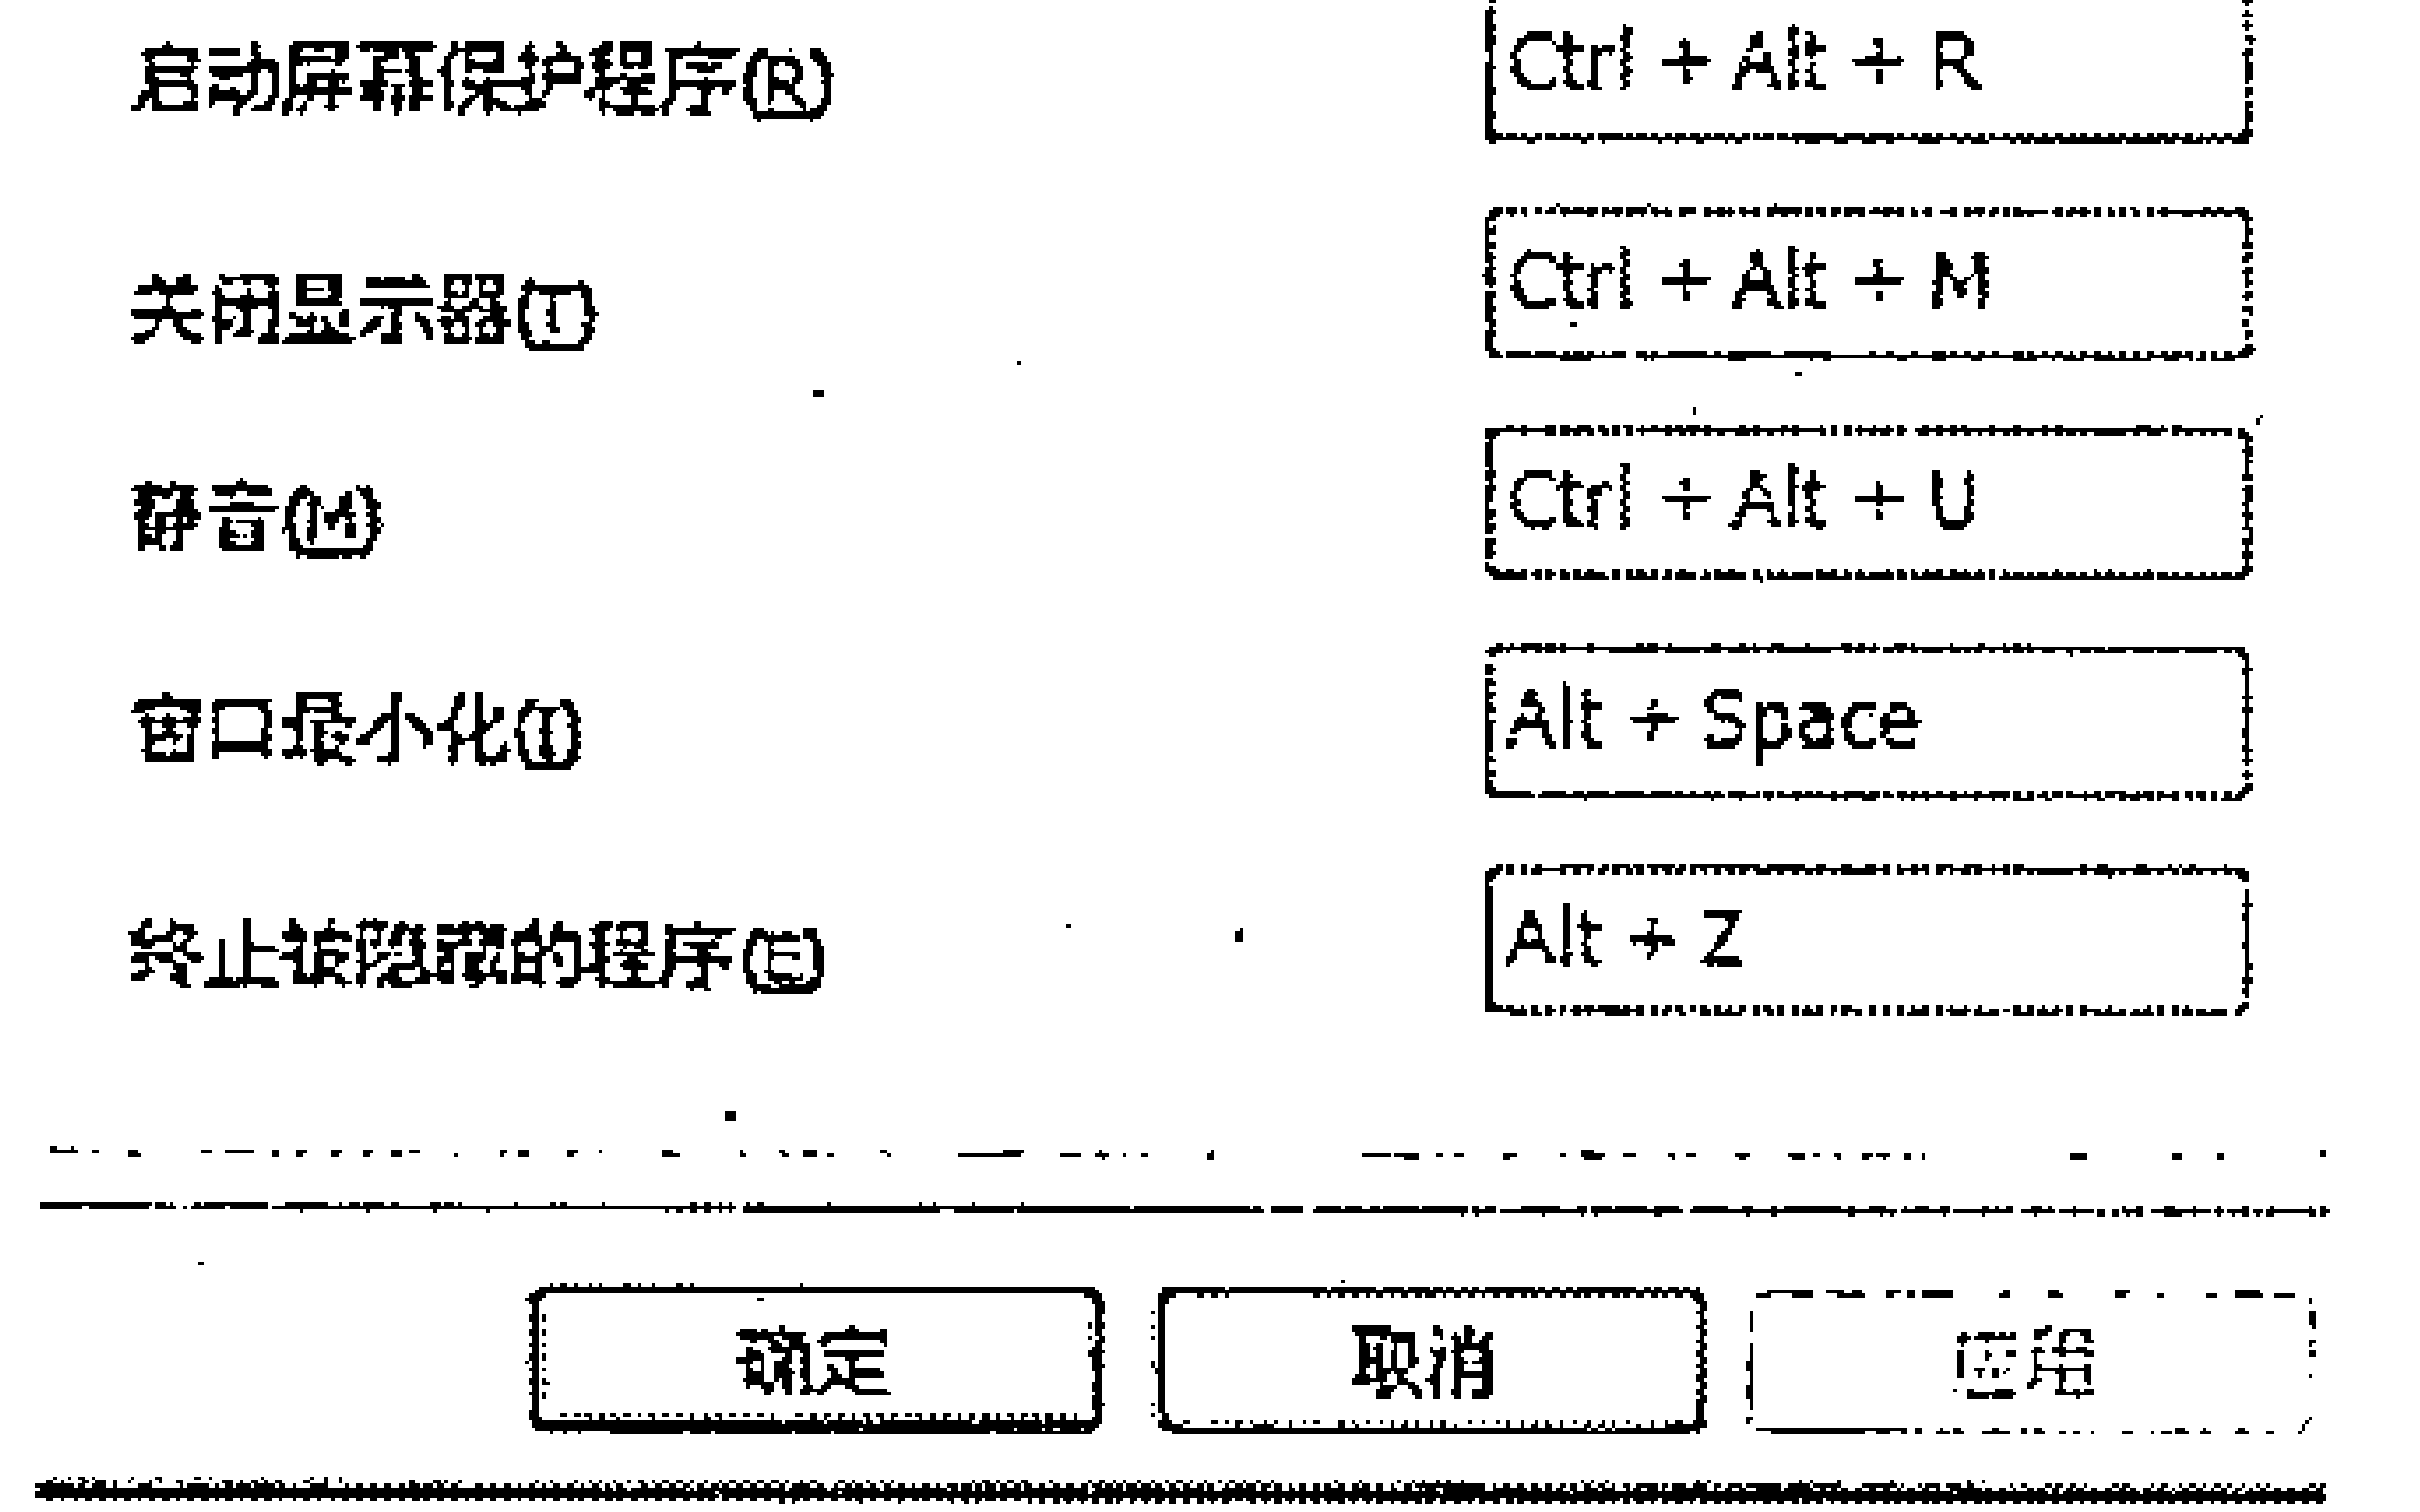 启动屏幕保护程序(R) Ctrl + Alt + R
关闭显示器(T) Ctrl + Alt + M
静音(M) Ctrl + Alt + U
窗口最小化(I) Alt + Space
终止被隐藏的程序(E) Alt + Z
确定 取消 应用